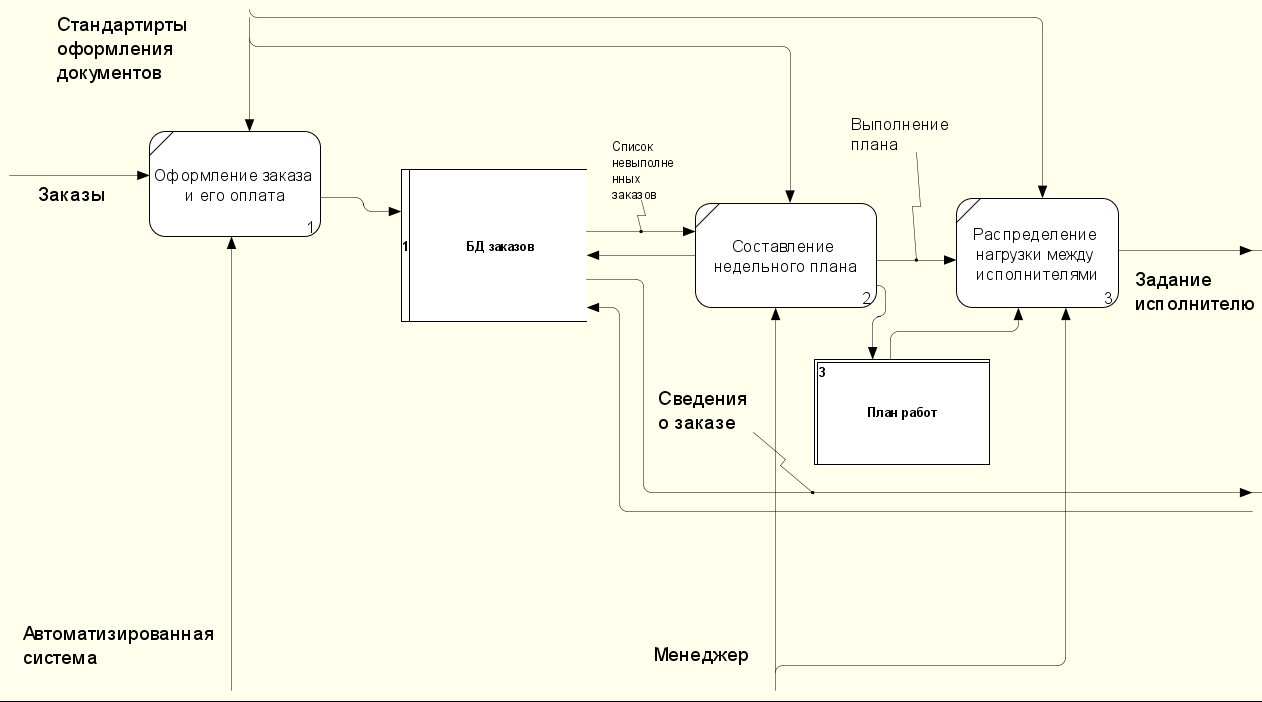 Стандартирты
оформления
документов
Заказы
Оформление заказа
и его оплата
1
1
БД заказов
Список
невыполне
нных
заказов
Составление
недельного плана
2
Выполнение
плана
Распределение
нагрузки между
исполнителями
3
Задание
исполнителю
3
План работ
Сведения
о заказе
Автоматизированная
система
Менеджер